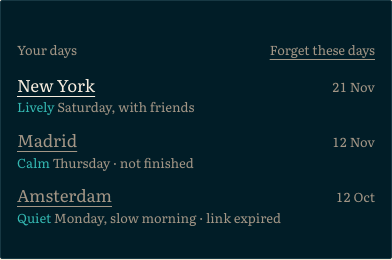 Your days
Forget these days
New York
21 Nov
Lively Saturday, with friends
Madrid
12 Nov
Calm Thursday · not finished
Amsterdam
12 Oct
Quiet Monday, slow morning · link expired